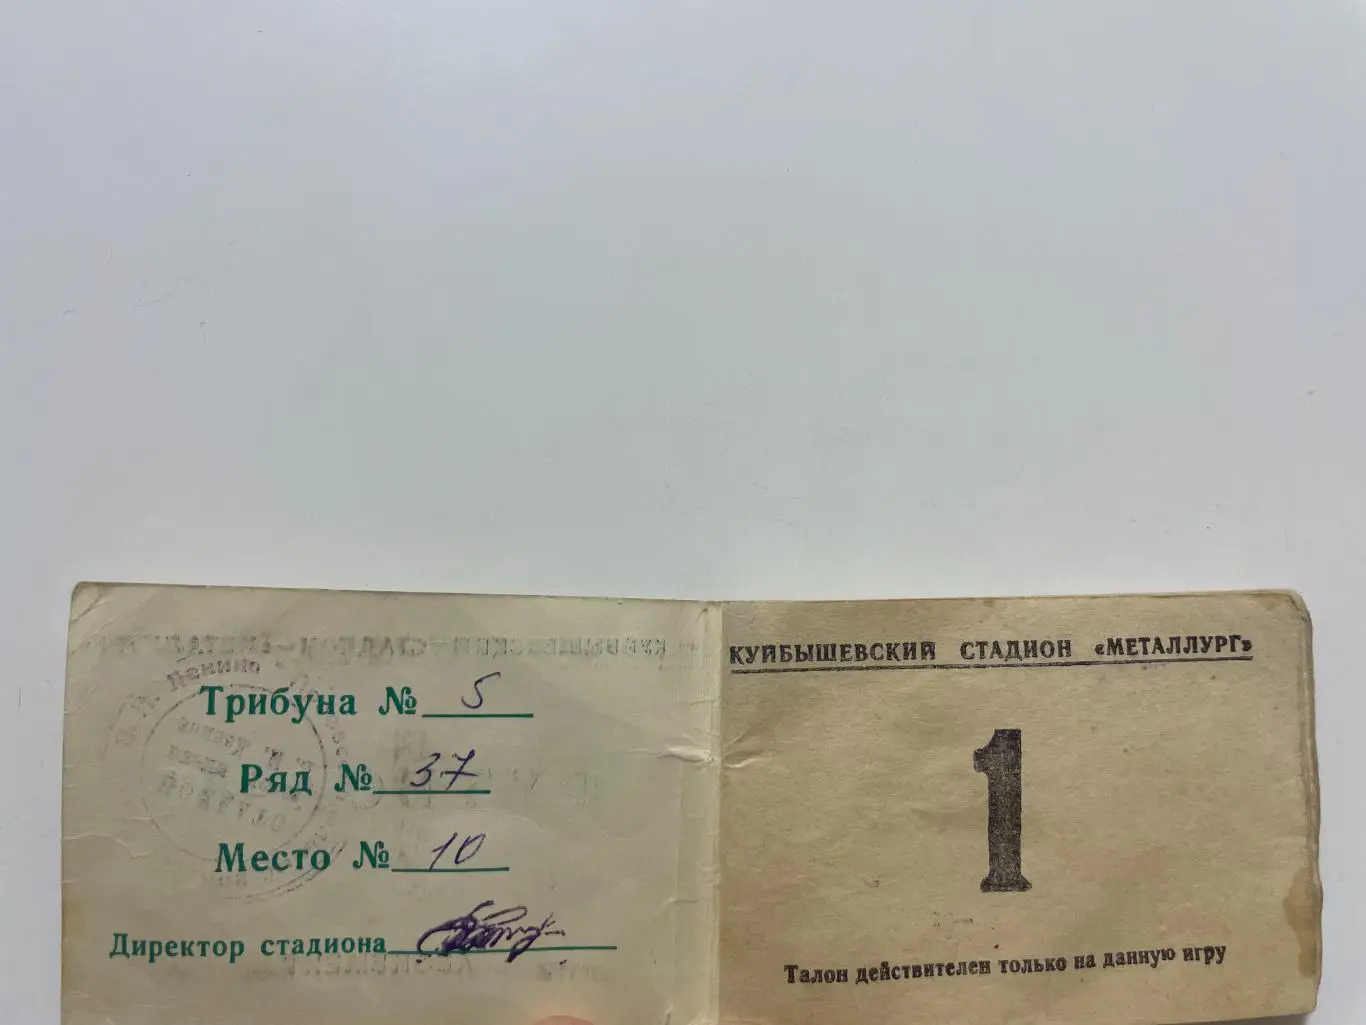 Трибуна № 5
Ряд № 37
Место № 10
Директор стадиона
КУЙБЫШЕВСКИЙ СТАДИОН «МЕТАЛЛУРГ»
1
Талон действителен только на данную игру